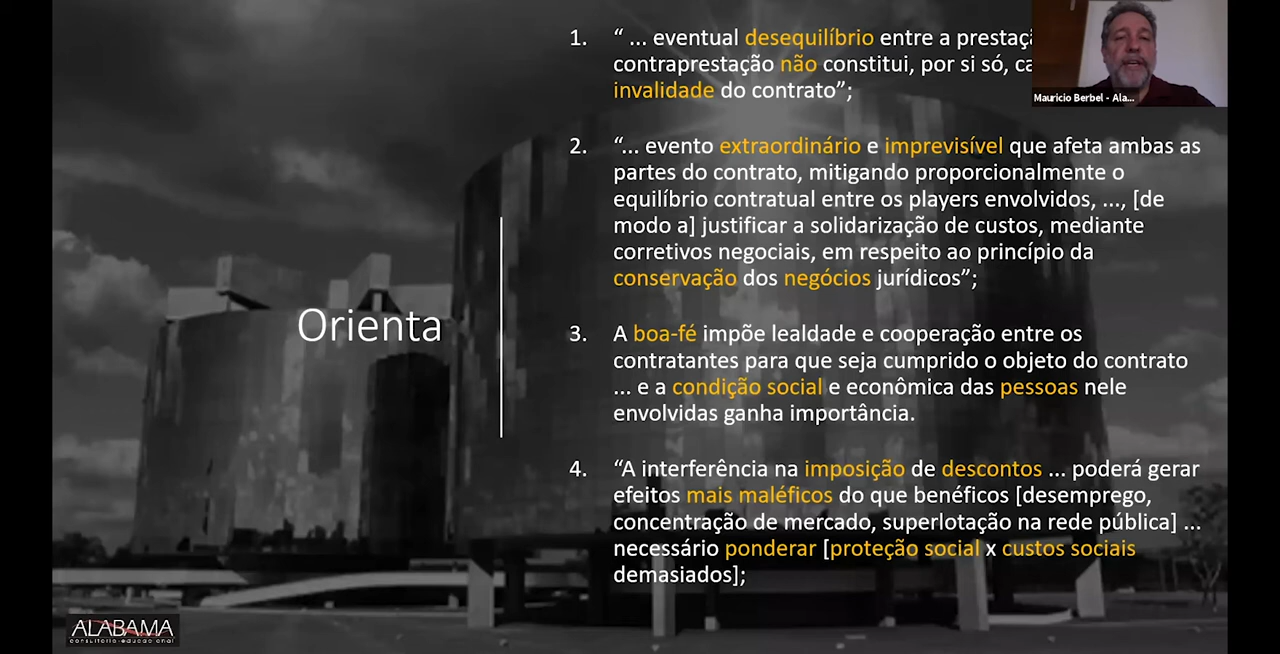 Orienta
1. “ ... eventual desequilíbrio entre a
contraprestação não constitui, por si só,
invalidade do contrato”;
2. “... evento extraordinário e imprevisível que afeta ambas as
partes do contrato, mitigando proporcionalmente o
equilíbrio contratual entre os players envolvidos, ..., [de
modo a] justificar a solidarização de custos, mediante
corretivos negociais, em respeito ao princípio da
conservação dos negócios jurídicos”;
3. A boa-fé impõe lealdade e cooperação entre os
contratantes para que seja cumprido o objeto do contrato
... e a condição social e econômica das pessoas nele
envolvidas ganha importância.
4. “A interferência na imposição de descontos ... poderá gerar
efeitos mais maléficos do que benéficos [desemprego,
concentração de mercado, superlotação na rede pública] ...
necessário ponderar [proteção social x custos sociais
demasiados];
Mauricio Berbel - Ala...
ALABAMA
consultoria educacional